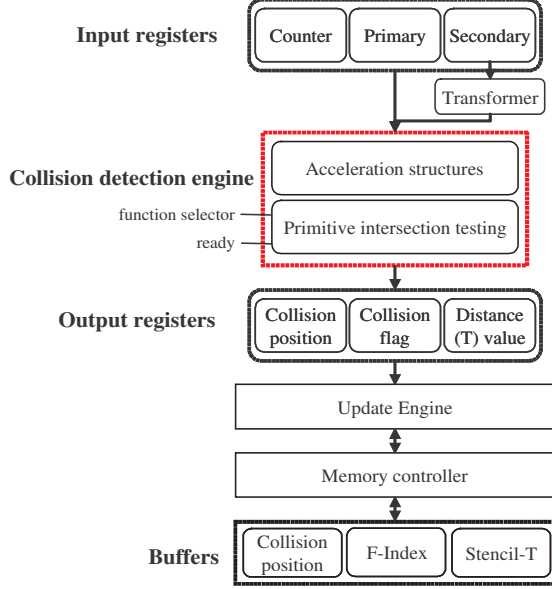 Input registers
Counter
Primary
Secondary
Transformer
Collision detection engine
Acceleration structures
function selector
Primitive intersection testing
ready
Output registers
Collision
position
Collision
flag
Distance
(T) value
Update Engine
Memory controller
Buffers
Collision
position
F-Index
Stencil-T